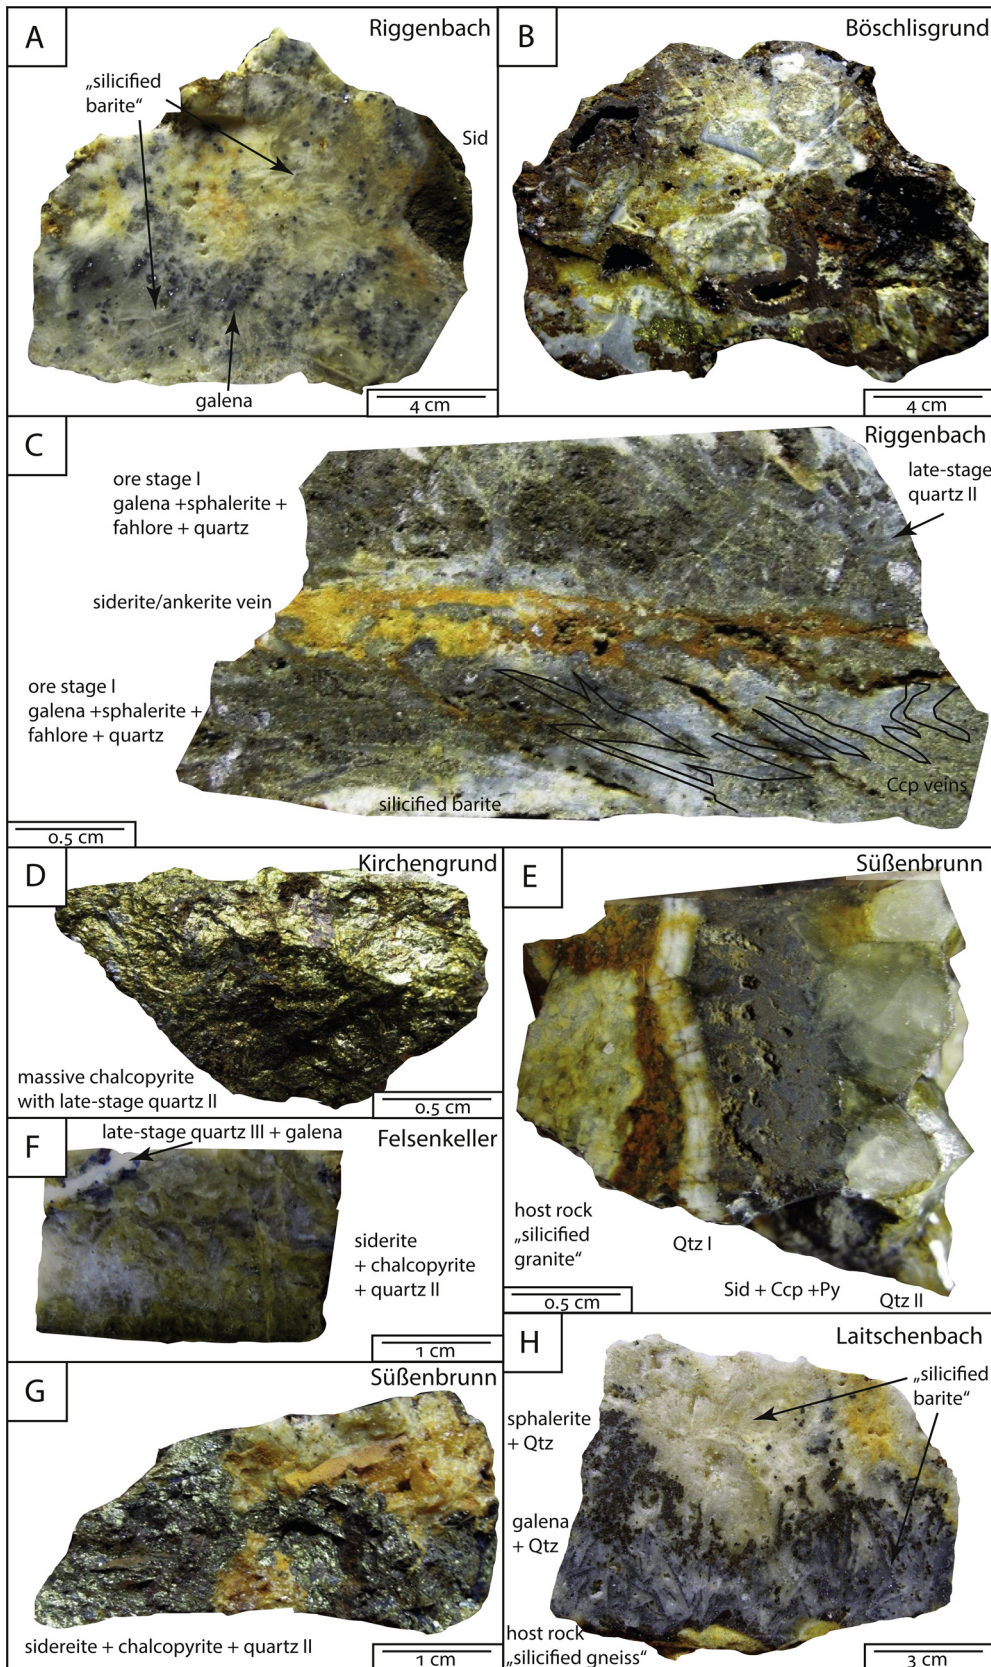 A
Riggenbach
„silicified
barite“
Sid
galena
4 cm
B
Böschlisgrund
4 cm
C
Riggenbach
ore stage I
galena +sphalerite +
fahlore + quartz
late-stage
quartz II
siderite/ankerite vein
ore stage I
galena +sphalerite +
fahlore + quartz
silicified barite
Ccp veins
0.5 cm
D
Kirchengrund
massive chalcopyrite
with late-stage quartz II
0.5 cm
E
Süßenbrunn
host rock
„silicified
granite“
Qtz I
Sid + Ccp +Py
Qtz II
0.5 cm
F
late-stage quartz III + galena
Felsenkeller
siderite
+ chalcopyrite
+ quartz II
1 cm
G
Süßenbrunn
sidereite + chalcopyrite + quartz II
1 cm
H
Laitschenbach
„silicified
barite“
sphalerite
+ Qtz
galena
+ Qtz
host rock
„silicified gneiss“
3 cm